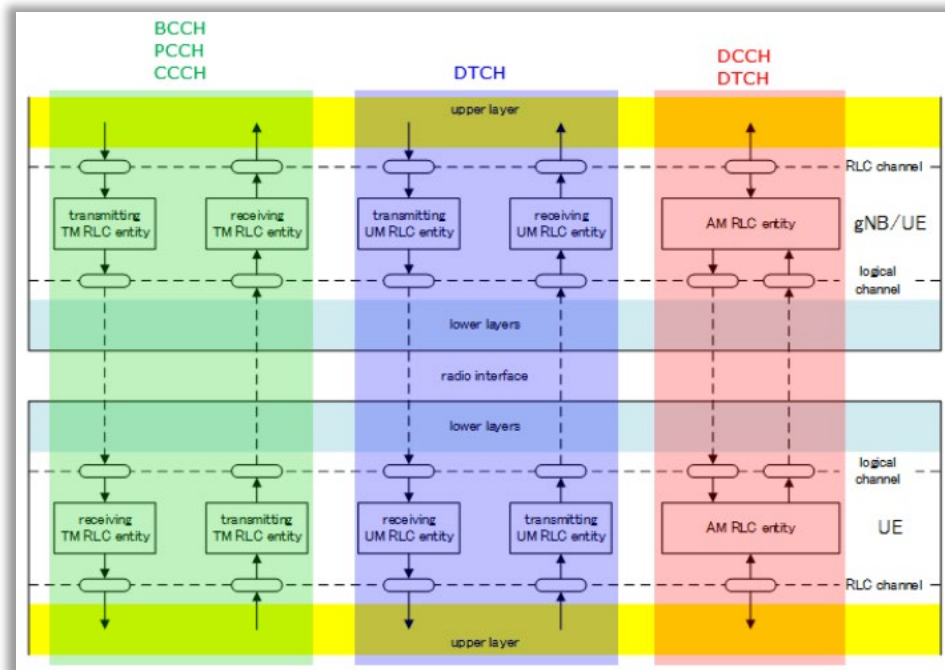 BCCH
PCCH
CCCH
DTCH
DCCH
DTCH
upper layer
RLC channel
transmitting
TM RLC entity
receiving
TM RLC entity
transmitting
UM RLC entity
receiving
UM RLC entity
AM RLC entity
gNB/UE
logical
channel
lower layers
radio interface
lower layers
logical
channel
receiving
TM RLC entity
transmitting
TM RLC entity
receiving
UM RLC entity
transmitting
UM RLC entity
AM RLC entity
UE
RLC channel
upper layer